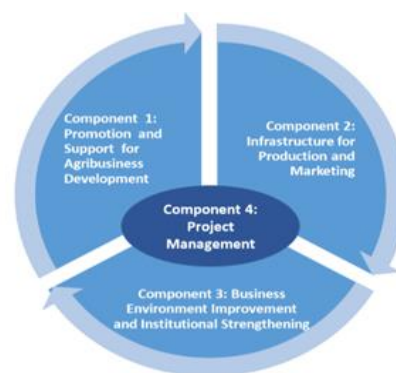 Component 1:
Promotion and
Support for
Agribusiness
Development
Component 2:
Infrastructure for
Production and
Marketing
Component 4:
Project
Management
Component 3: Business
Environment Improvement
and Institutional Strengthening